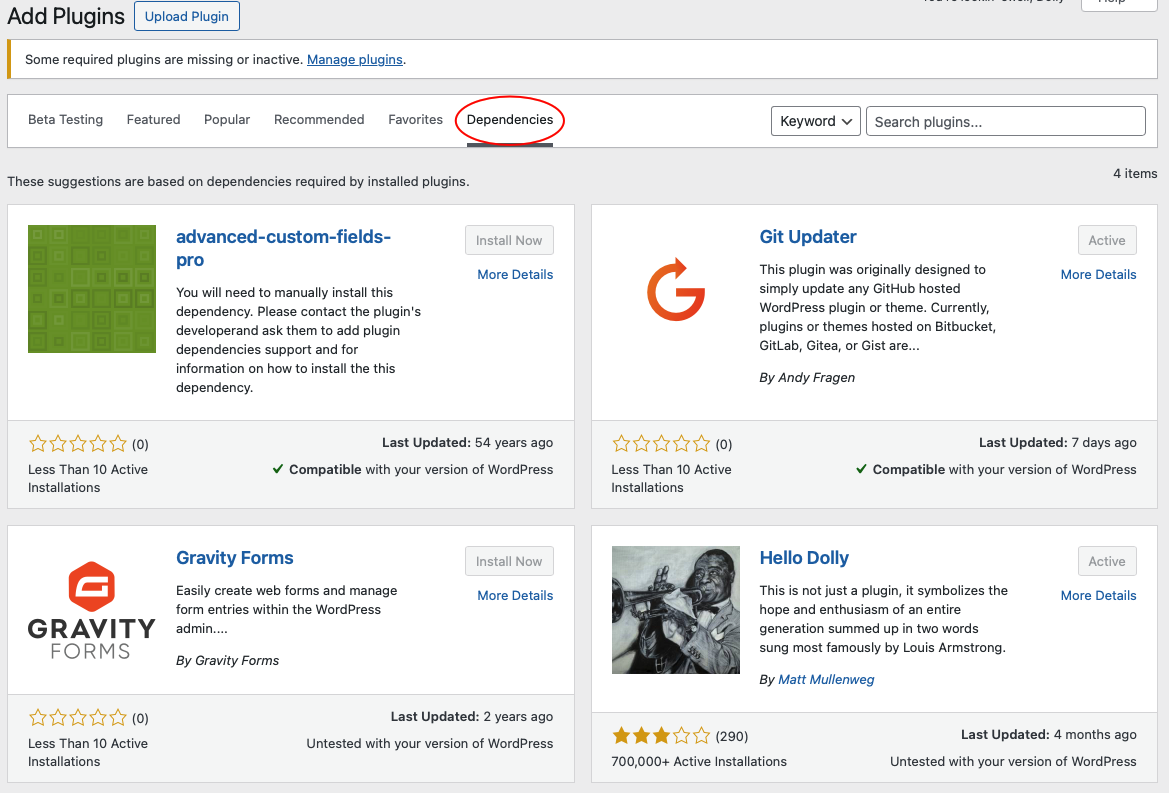 Add Plugins Upload Plugin
Some required plugins are missing or inactive. Manage plugins.
Beta Testing Featured Popular Recommended Favorites Dependencies Keyword Search plugins...
These suggestions are based on dependencies required by installed plugins.
4 items
advanced-custom-fields-
pro
Install Now
More Details
You will need to manually install this
dependency. Please contact the plugin's
developerand ask them to add plugin
dependencies support and for
information on how to install the this
dependency.
(0)
Less Than 10 Active
Installations
Last Updated: 54 years ago
Compatible with your version of WordPress
Git Updater
Active
More Details
This plugin was originally designed to
simply update any GitHub hosted
WordPress plugin or theme. Currently,
plugins or themes hosted on Bitbucket,
GitLab, Gitea, or Gist are...
By Andy Fragen
(0)
Less Than 10 Active
Installations
Last Updated: 7 days ago
Compatible with your version of WordPress
GRAVITY
FORMS
Gravity Forms
Install Now
More Details
Easily create web forms and manage
form entries within the WordPress
admin....
By Gravity Forms
(0)
Less Than 10 Active
Installations
Last Updated: 2 years ago
Untested with your version of WordPress
Hello Dolly
Active
More Details
This is not just a plugin, it symbolizes the
hope and enthusiasm of an entire
generation summed up in two words
sung most famously by Louis Armstrong.
By Matt Mullenweg
(290)
700,000+ Active Installations
Last Updated: 4 months ago
Untested with your version of WordPress